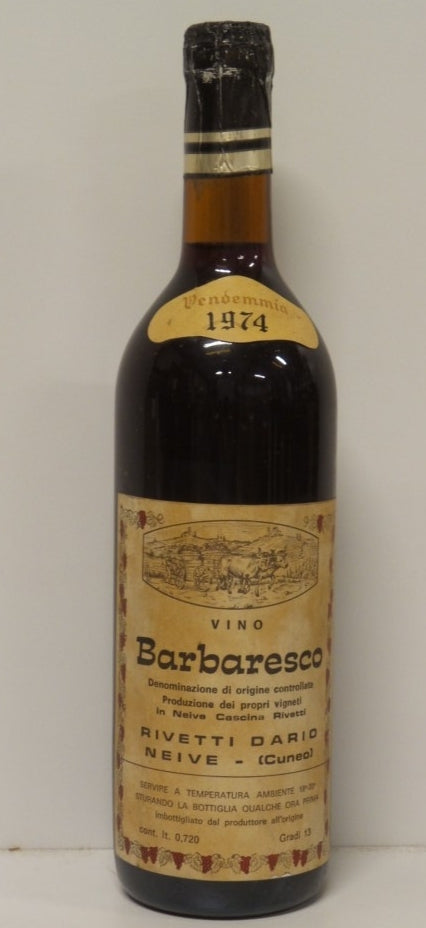 Vendemmia
1974
VINO
Barbaresco
Denominazione di origine controllata
Produzione dei propri vigneti
in Neive Cascina Rivetti
RIVETTI DARIO
NEIVE - (Cuneo)
SERVIRE A TEMPERATURA AMBIENTE 18°-20°
STURANDO LA BOTTIGLIA QUALCHE ORA PRIMA
imbottigliato dal produttore all'origine
cont. lt. 0,720 Gradi 13